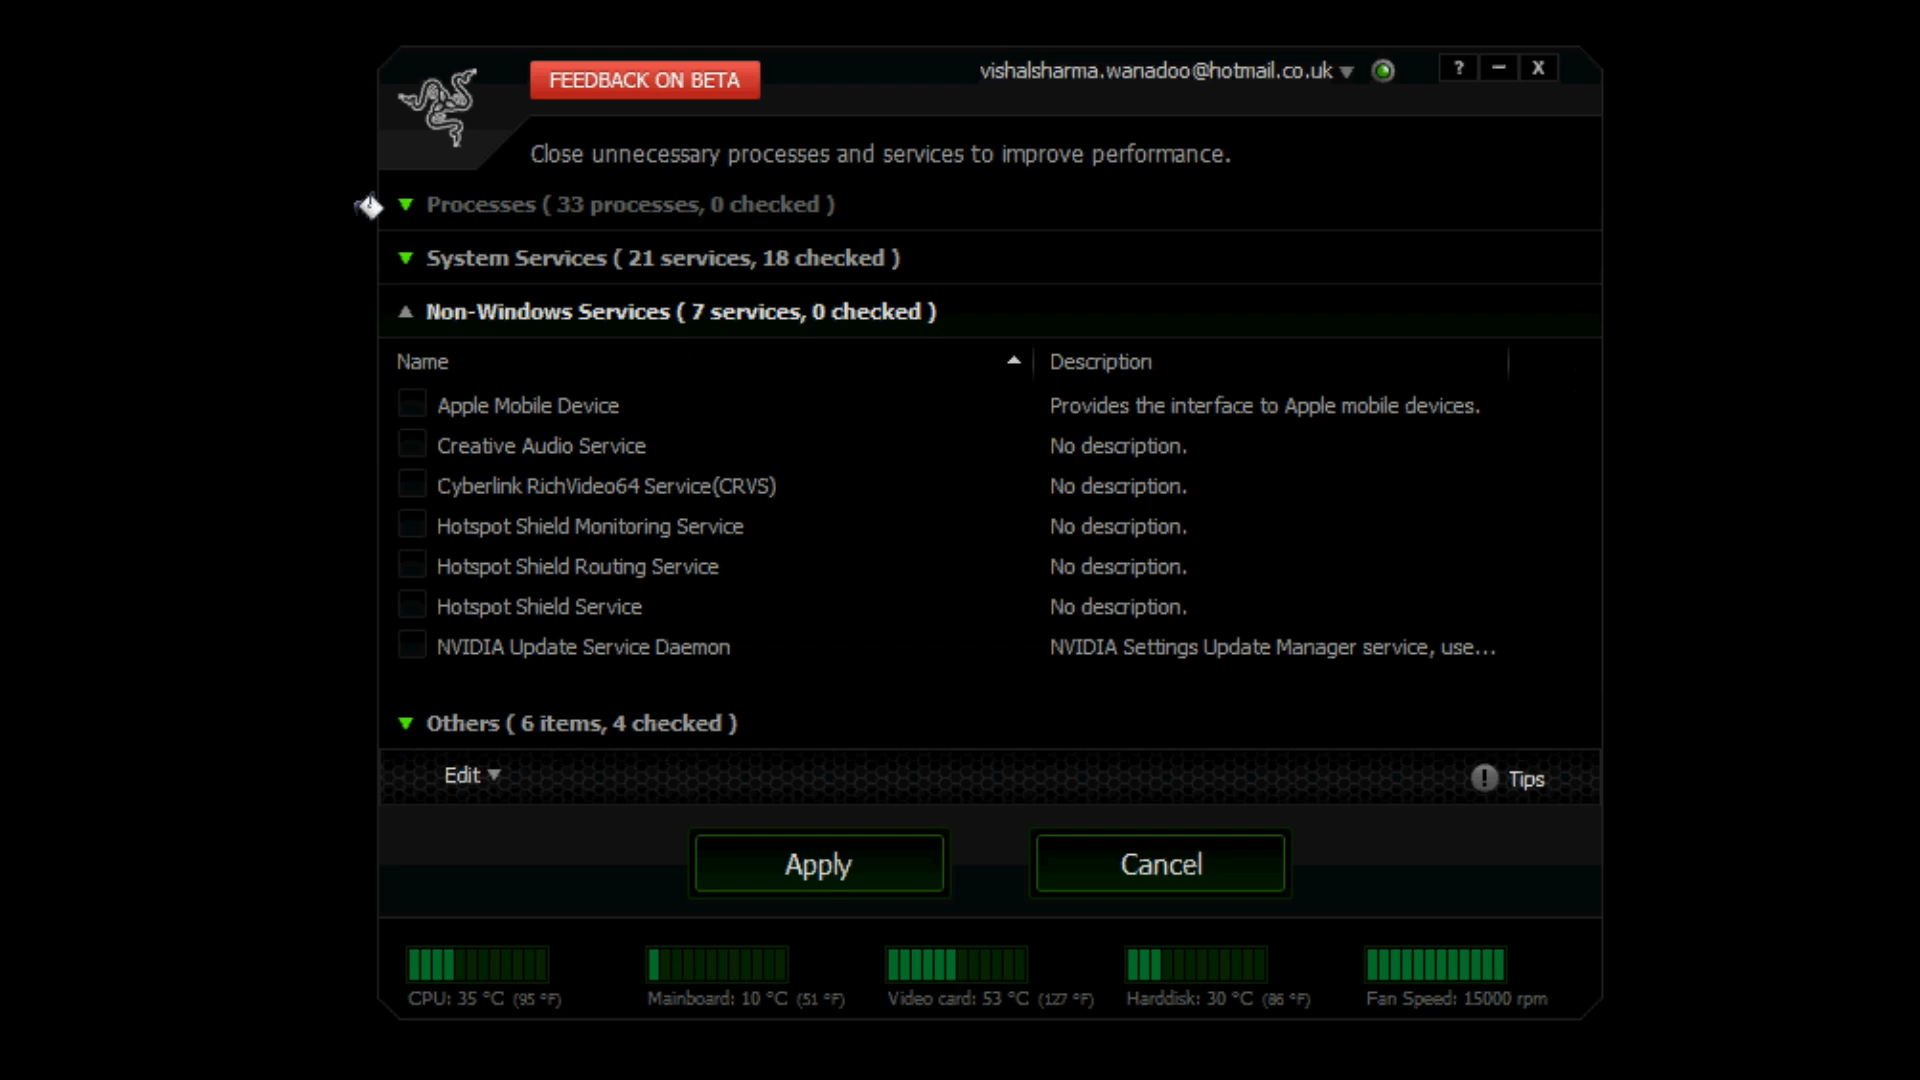 FEEDBACK ON BETA
vishalsharma.wanadoo@hotmail.co.uk
? – X
Close unnecessary processes and services to improve performance.
Processes ( 33 processes, 0 checked )
System Services ( 21 services, 18 checked )
Non-Windows Services ( 7 services, 0 checked )
Name Description
Apple Mobile Device Provides the interface to Apple mobile devices.
Creative Audio Service No description.
Cyberlink RichVideo64 Service(CRVS) No description.
Hotspot Shield Monitoring Service No description.
Hotspot Shield Routing Service No description.
Hotspot Shield Service No description.
NVIDIA Update Service Daemon NVIDIA Settings Update Manager service, use...
Others ( 6 items, 4 checked )
Edit Tips
Apply Cancel
CPU: 35 °C (95 °F) Mainboard: 10 °C (51 °F) Video card: 53 °C (127 °F) Harddisk: 30 °C (86 °F) Fan Speed: 15000 rpm